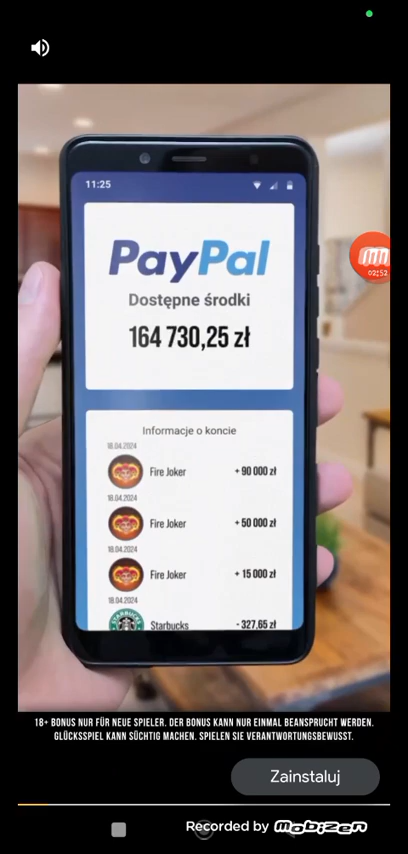 11:25
PayPal
Dostępne środki
164 730,25 zł
02:52
Informacje o koncie
18.04.2024
Fire Joker + 90 000 zł
18.04.2024
Fire Joker + 50 000 zł
18.04.2024
Fire Joker + 15 000 zł
18.04.2024
Starbucks - 327,65 zł
18+ BONUS NUR FÜR NEUE SPIELER. DER BONUS KANN NUR EINMAL BEANSPRUCHT WERDEN.
GLÜCKSSPIEL KANN SÜCHTIG MACHEN. SPIELEN SIE VERANTWORTUNGSBEWUSST.
Zainstaluj
Recorded by mobizen